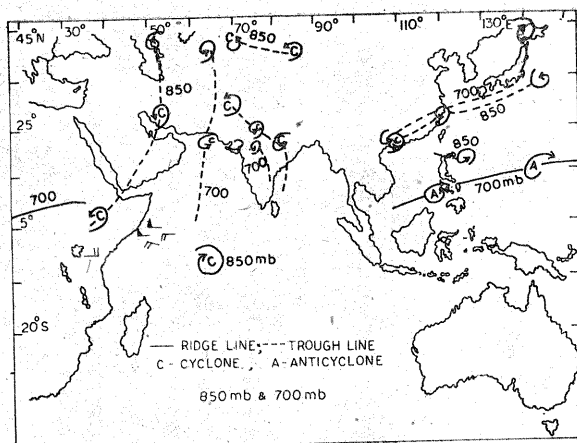 45°N 30° 50° 70° 90° 110° 130°E
C 850 C
850
700
C
C
700
850
25°
C
C
850
700
700
700
C
A
A
700mb
5°
C
850mb
20°S
— RIDGE LINE; --- TROUGH LINE
C - CYCLONE, A - ANTICYCLONE
850mb & 700mb